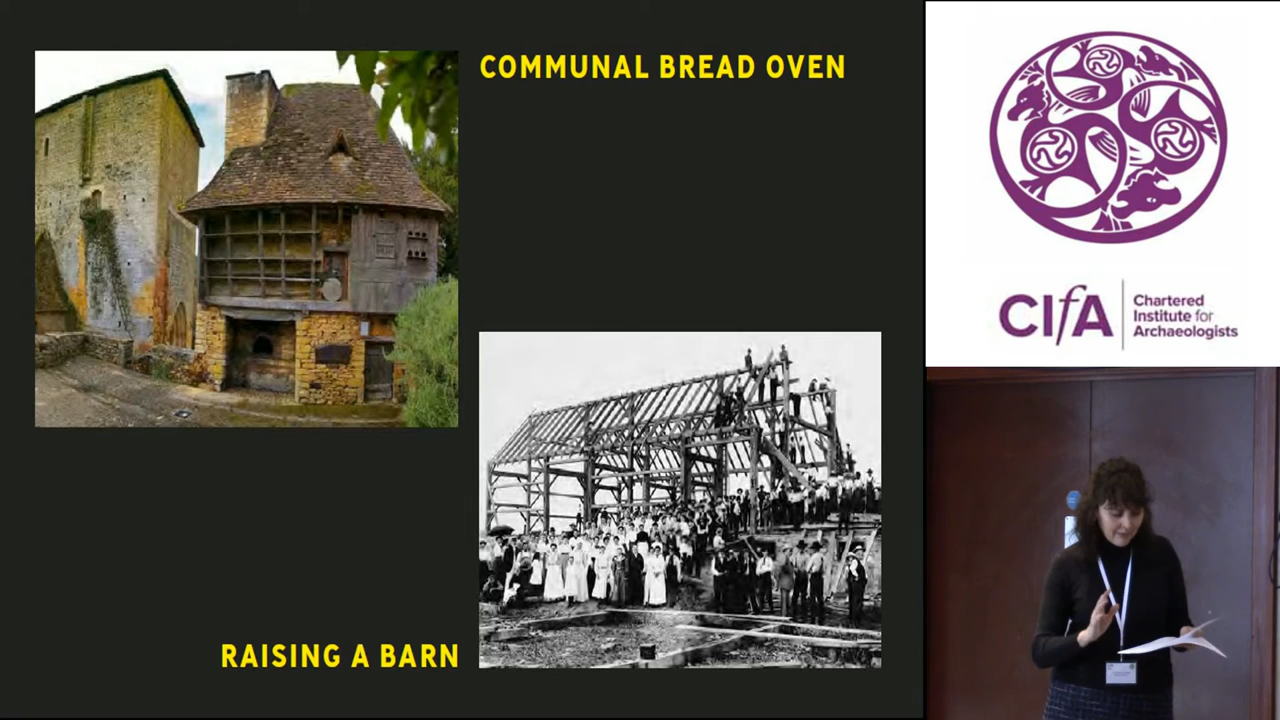 COMMUNAL BREAD OVEN
RAISING A BARN
CIfA
Chartered
Institute for
Archaeologists